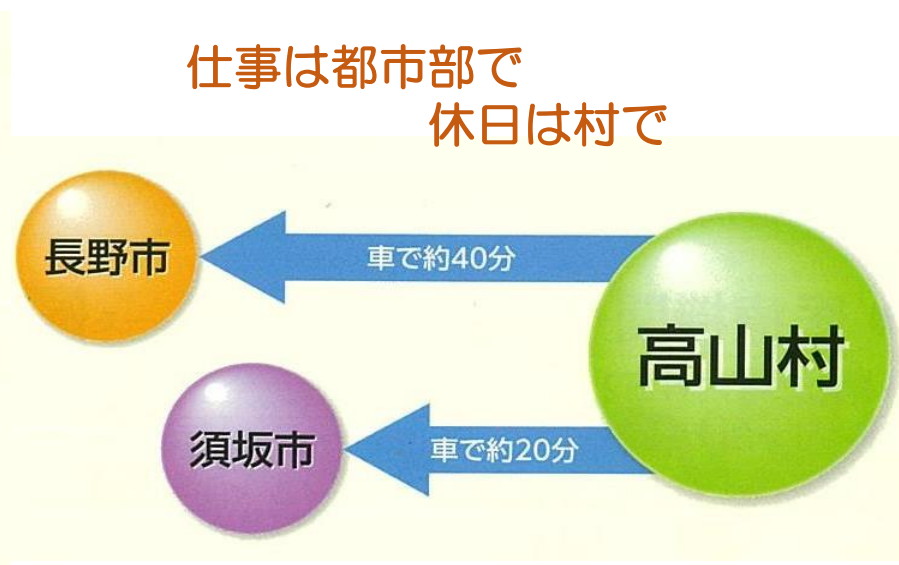 仕事は都市部で
休日は村で
長野市
車で約40分
高山村
須坂市
車で約20分